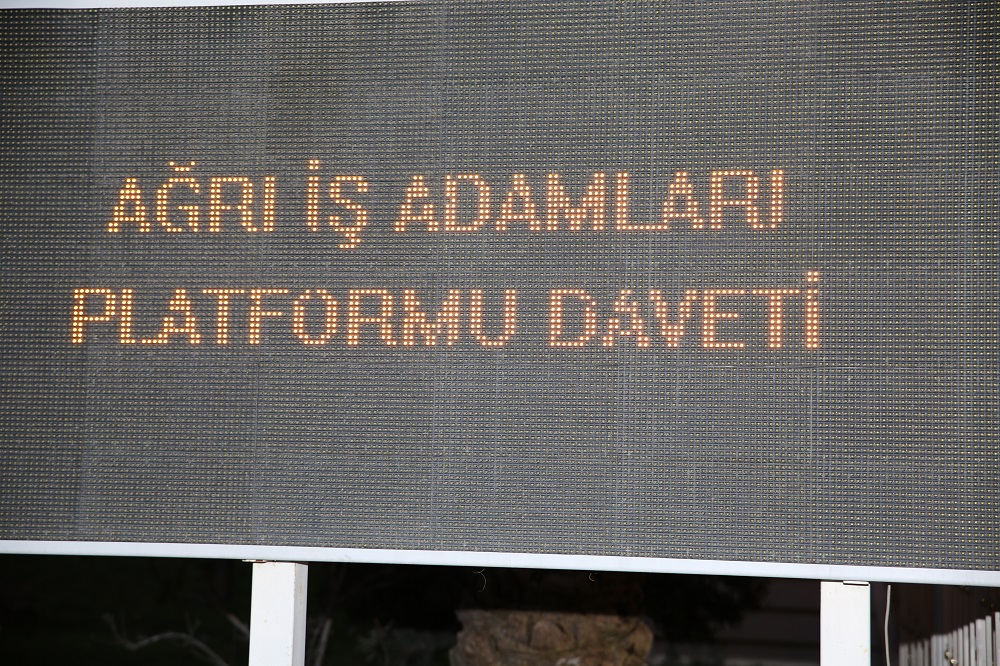 AĞRI İŞ ADAMLARI
PLATFORMU DAVETİ